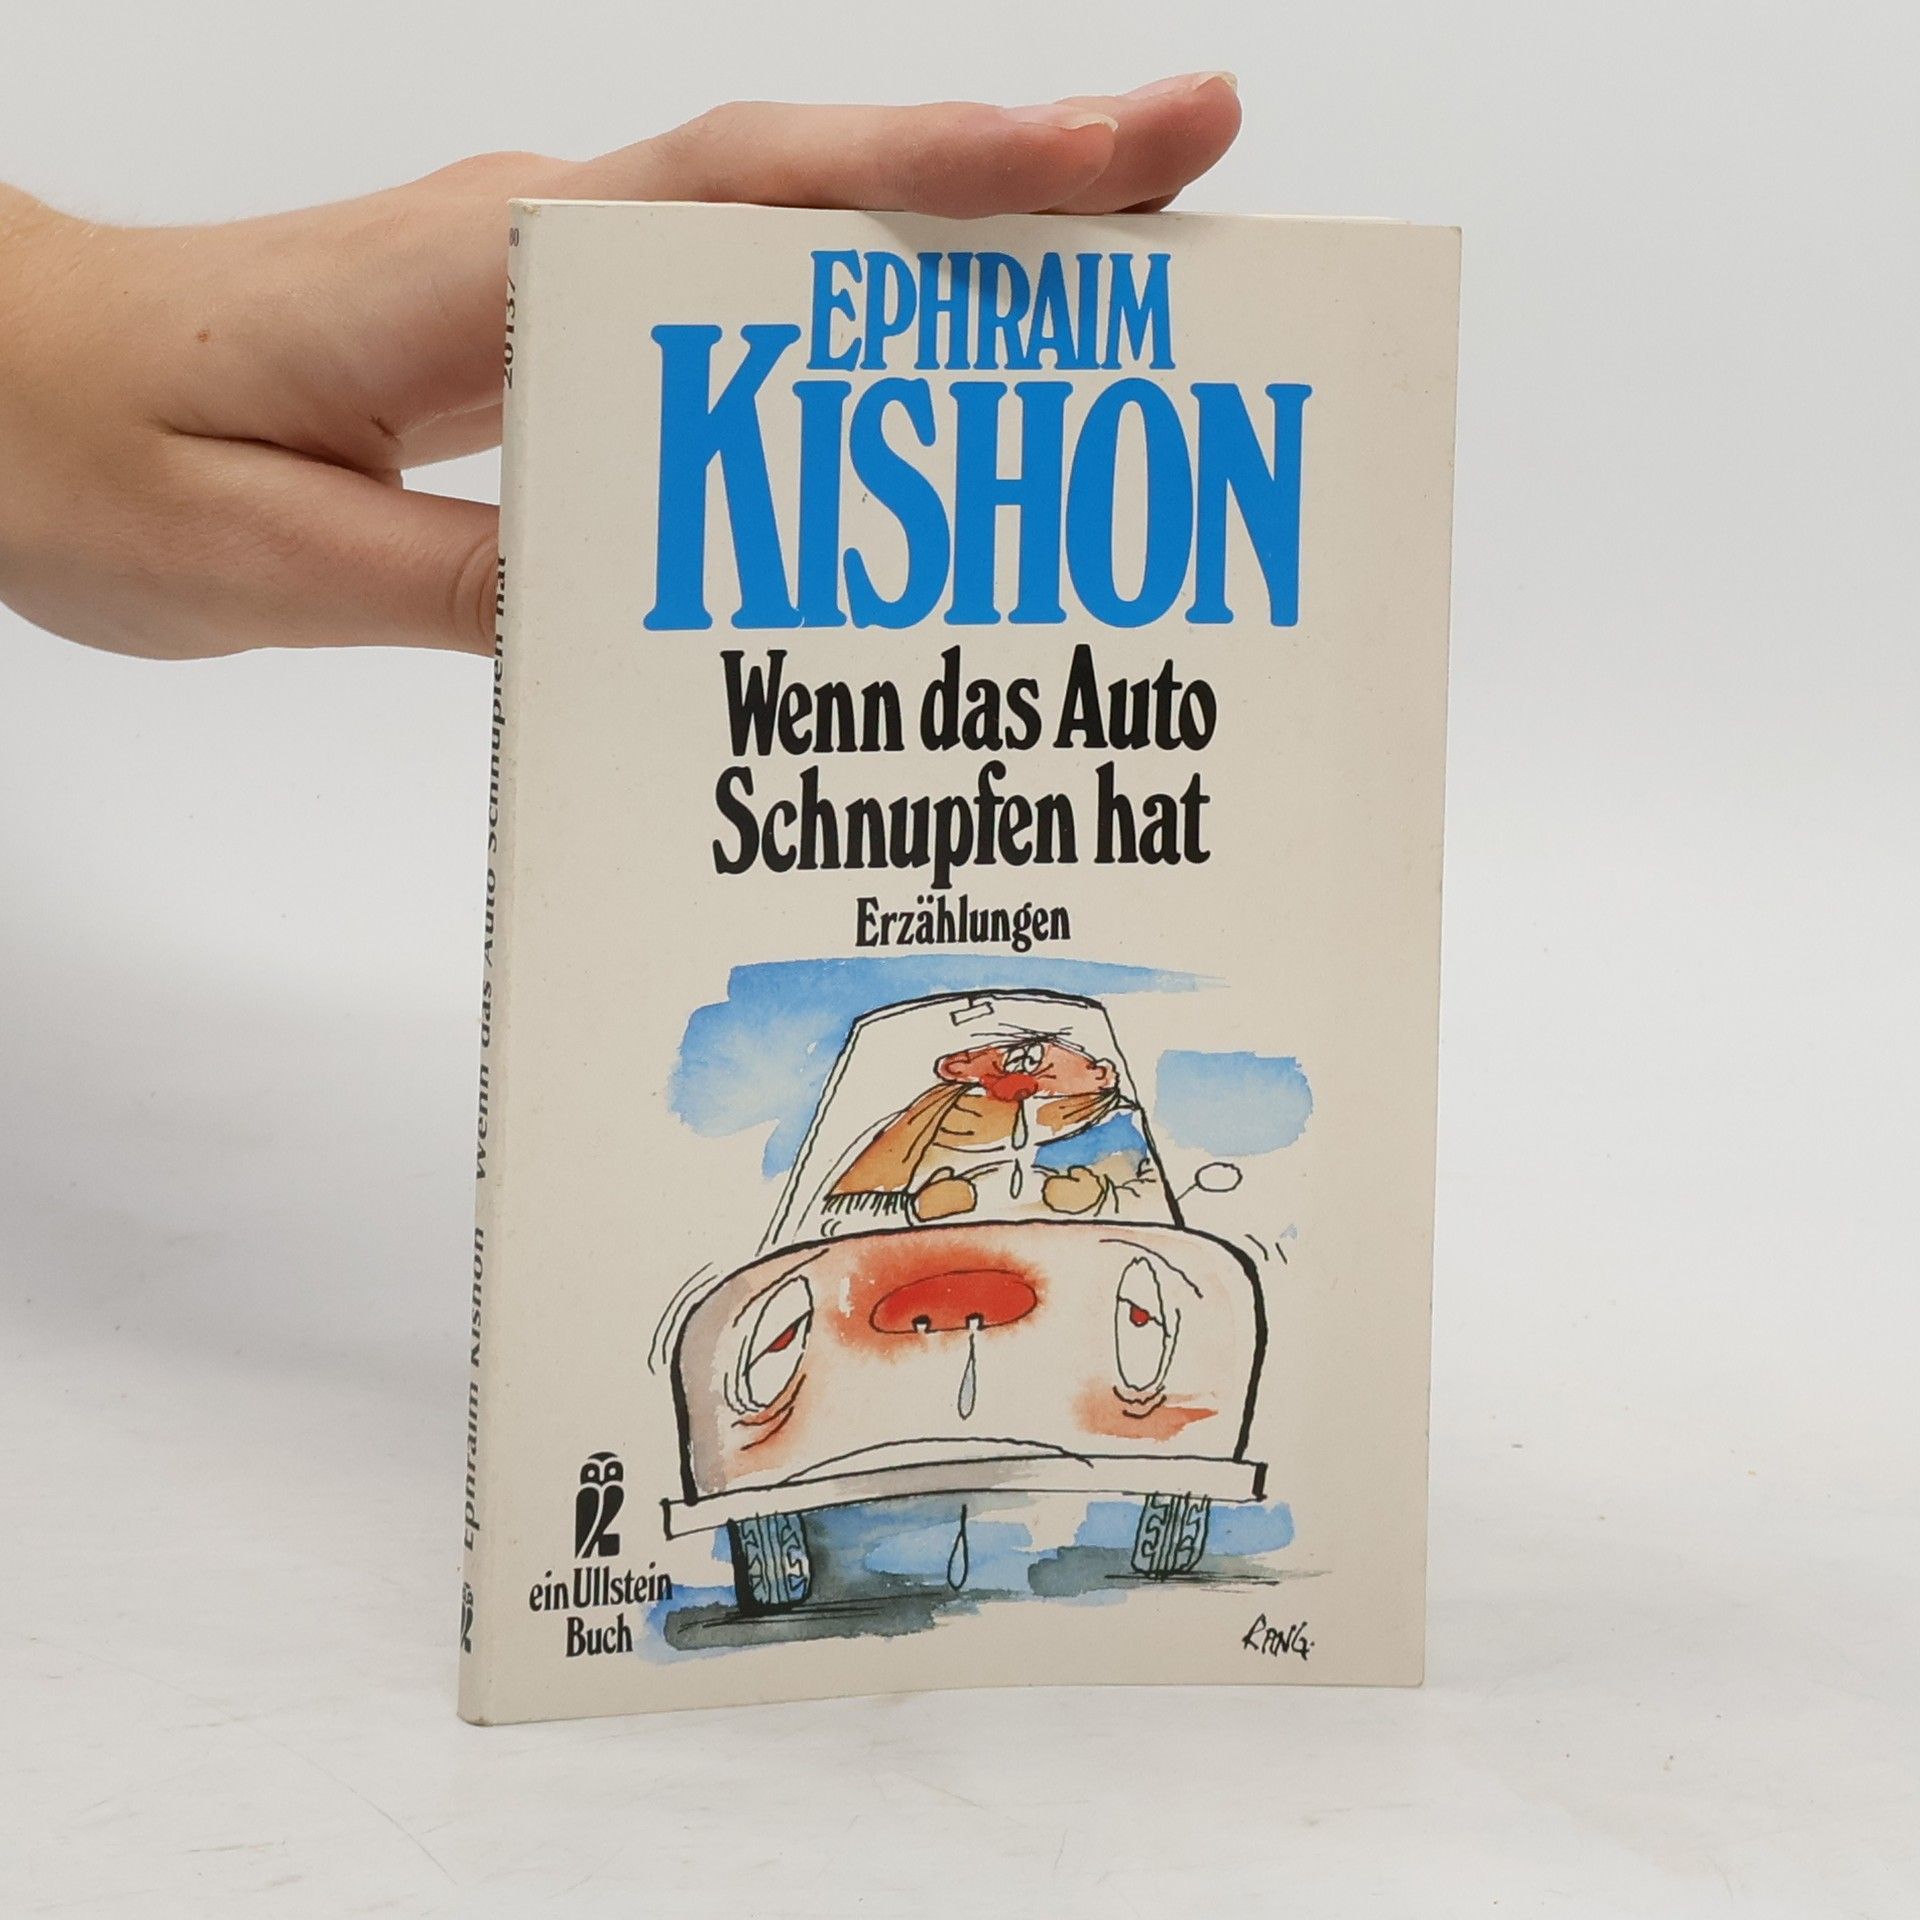 EPHRAIM
KISHON
Wenn das Auto
Schnupfen hat
Erzählungen
ein Ullstein
Buch
RANG.
Ephraim Kishon Wenn das Auto Schnupfen hat 20137